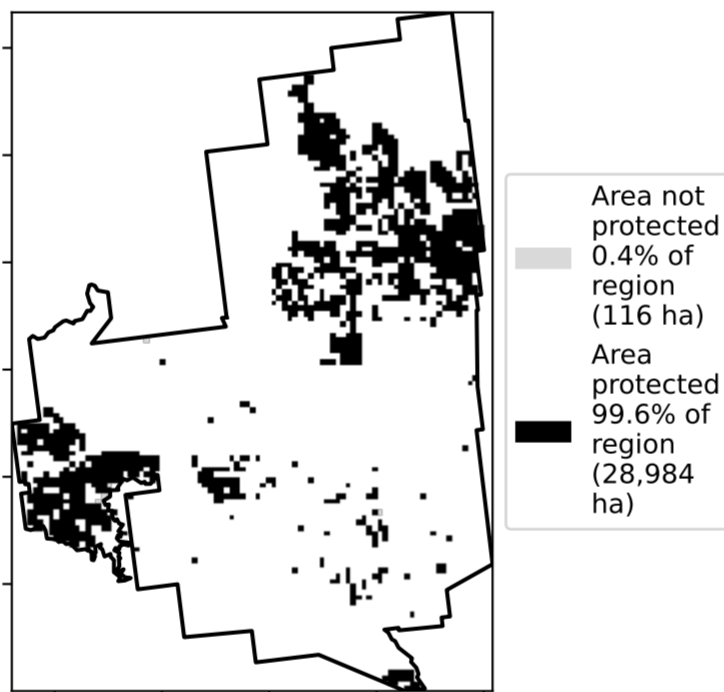 Area not
protected
0.4% of
region
(116 ha)
Area
protected
99.6% of
region
(28,984
ha)